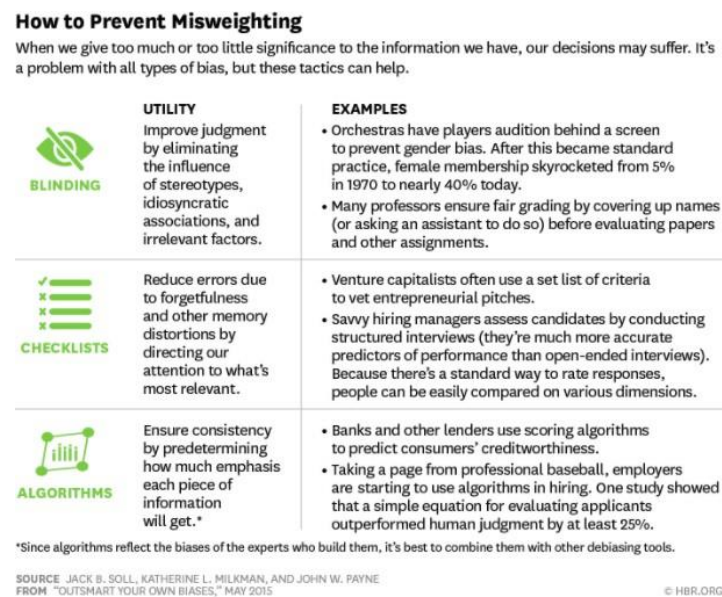 How to Prevent Misweighting
When we give too much or too little significance to the information we have, our decisions may suffer. It's
a problem with all types of bias, but these tactics can help.
UTILITY
EXAMPLES
BLINDING
Improve judgment
by eliminating
the influence
of stereotypes,
idiosyncratic
associations, and
irrelevant factors.
• Orchestras have players audition behind a screen
to prevent gender bias. After this became standard
practice, female membership skyrocketed from 5%
in 1970 to nearly 40% today.
• Many professors ensure fair grading by covering up names
(or asking an assistant to do so) before evaluating papers
and other assignments.
CHECKLISTS
Reduce errors due
to forgetfulness
and other memory
distortions by
directing our
attention to what's
most relevant.
• Venture capitalists often use a set list of criteria
to vet entrepreneurial pitches.
• Savvy hiring managers assess candidates by conducting
structured interviews (they're much more accurate
predictors of performance than open-ended interviews).
Because there's a standard way to rate responses,
people can be easily compared on various dimensions.
ALGORITHMS
Ensure consistency
by predetermining
how much emphasis
each piece of
information
will get.*
• Banks and other lenders use scoring algorithms
to predict consumers' creditworthiness.
• Taking a page from professional baseball, employers
are starting to use algorithms in hiring. One study showed
that a simple equation for evaluating applicants
outperformed human judgment by at least 25%.
*Since algorithms reflect the biases of the experts who build them, it's best to combine them with other debiasing tools.
SOURCE JACK B. SOLL, KATHERINE L. MILKMAN, AND JOHN W. PAYNE
FROM "OUTSMART YOUR OWN BIASES," MAY 2015
© HBR.ORG